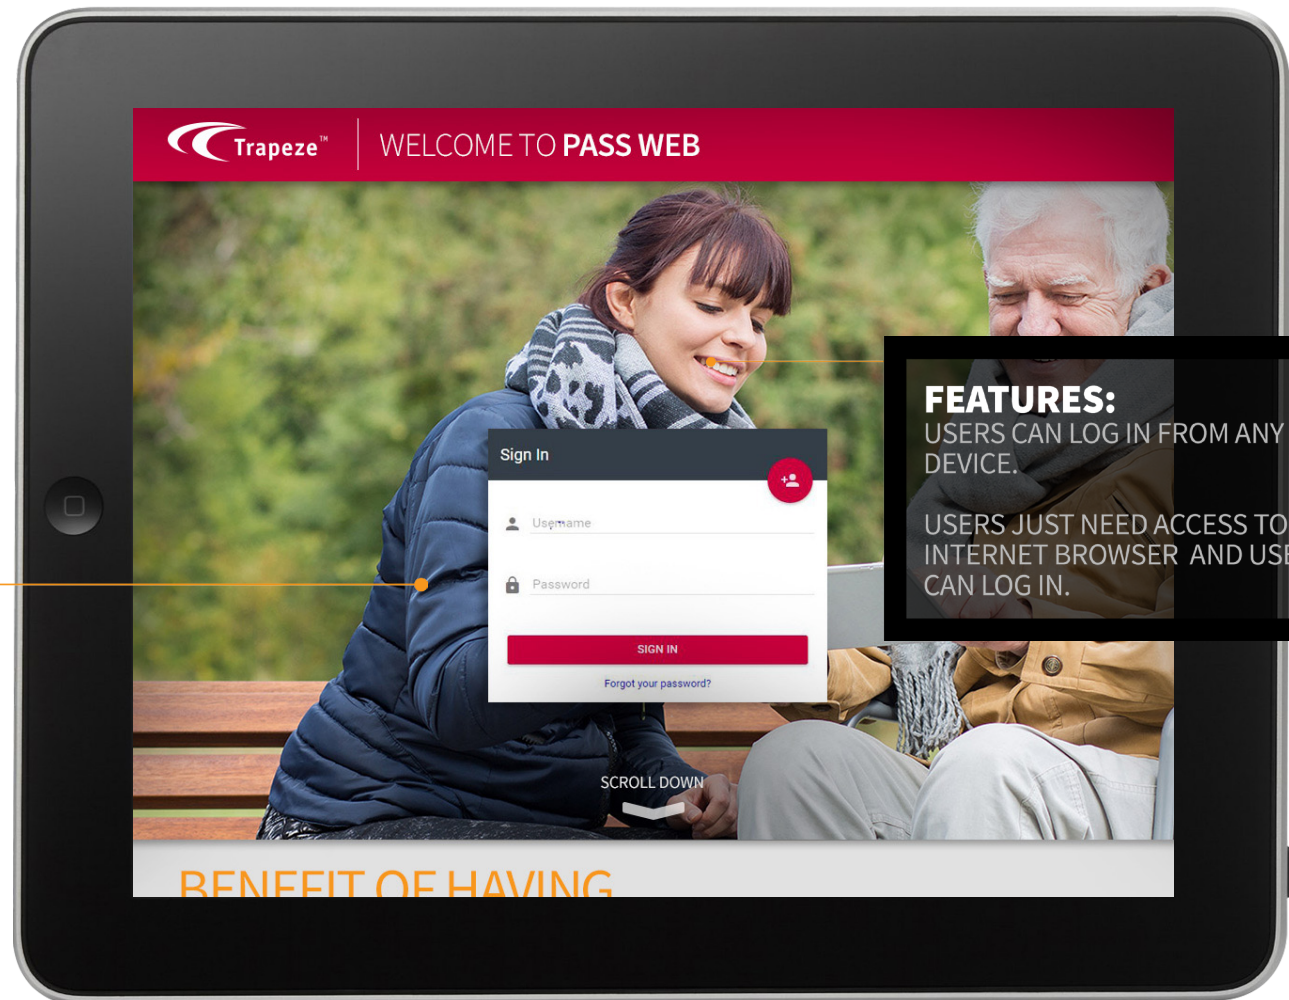 Trapeze™
WELCOME TO PASS WEB
FEATURES:
USERS CAN LOG IN FROM ANY
DEVICE.
USERS JUST NEED ACCESS TO
INTERNET BROWSER AND
CAN LOG IN.
Sign In
Username
Password
SIGN IN
Forgot your password?
SCROLL DOWN
BENEFIT OF HAVING